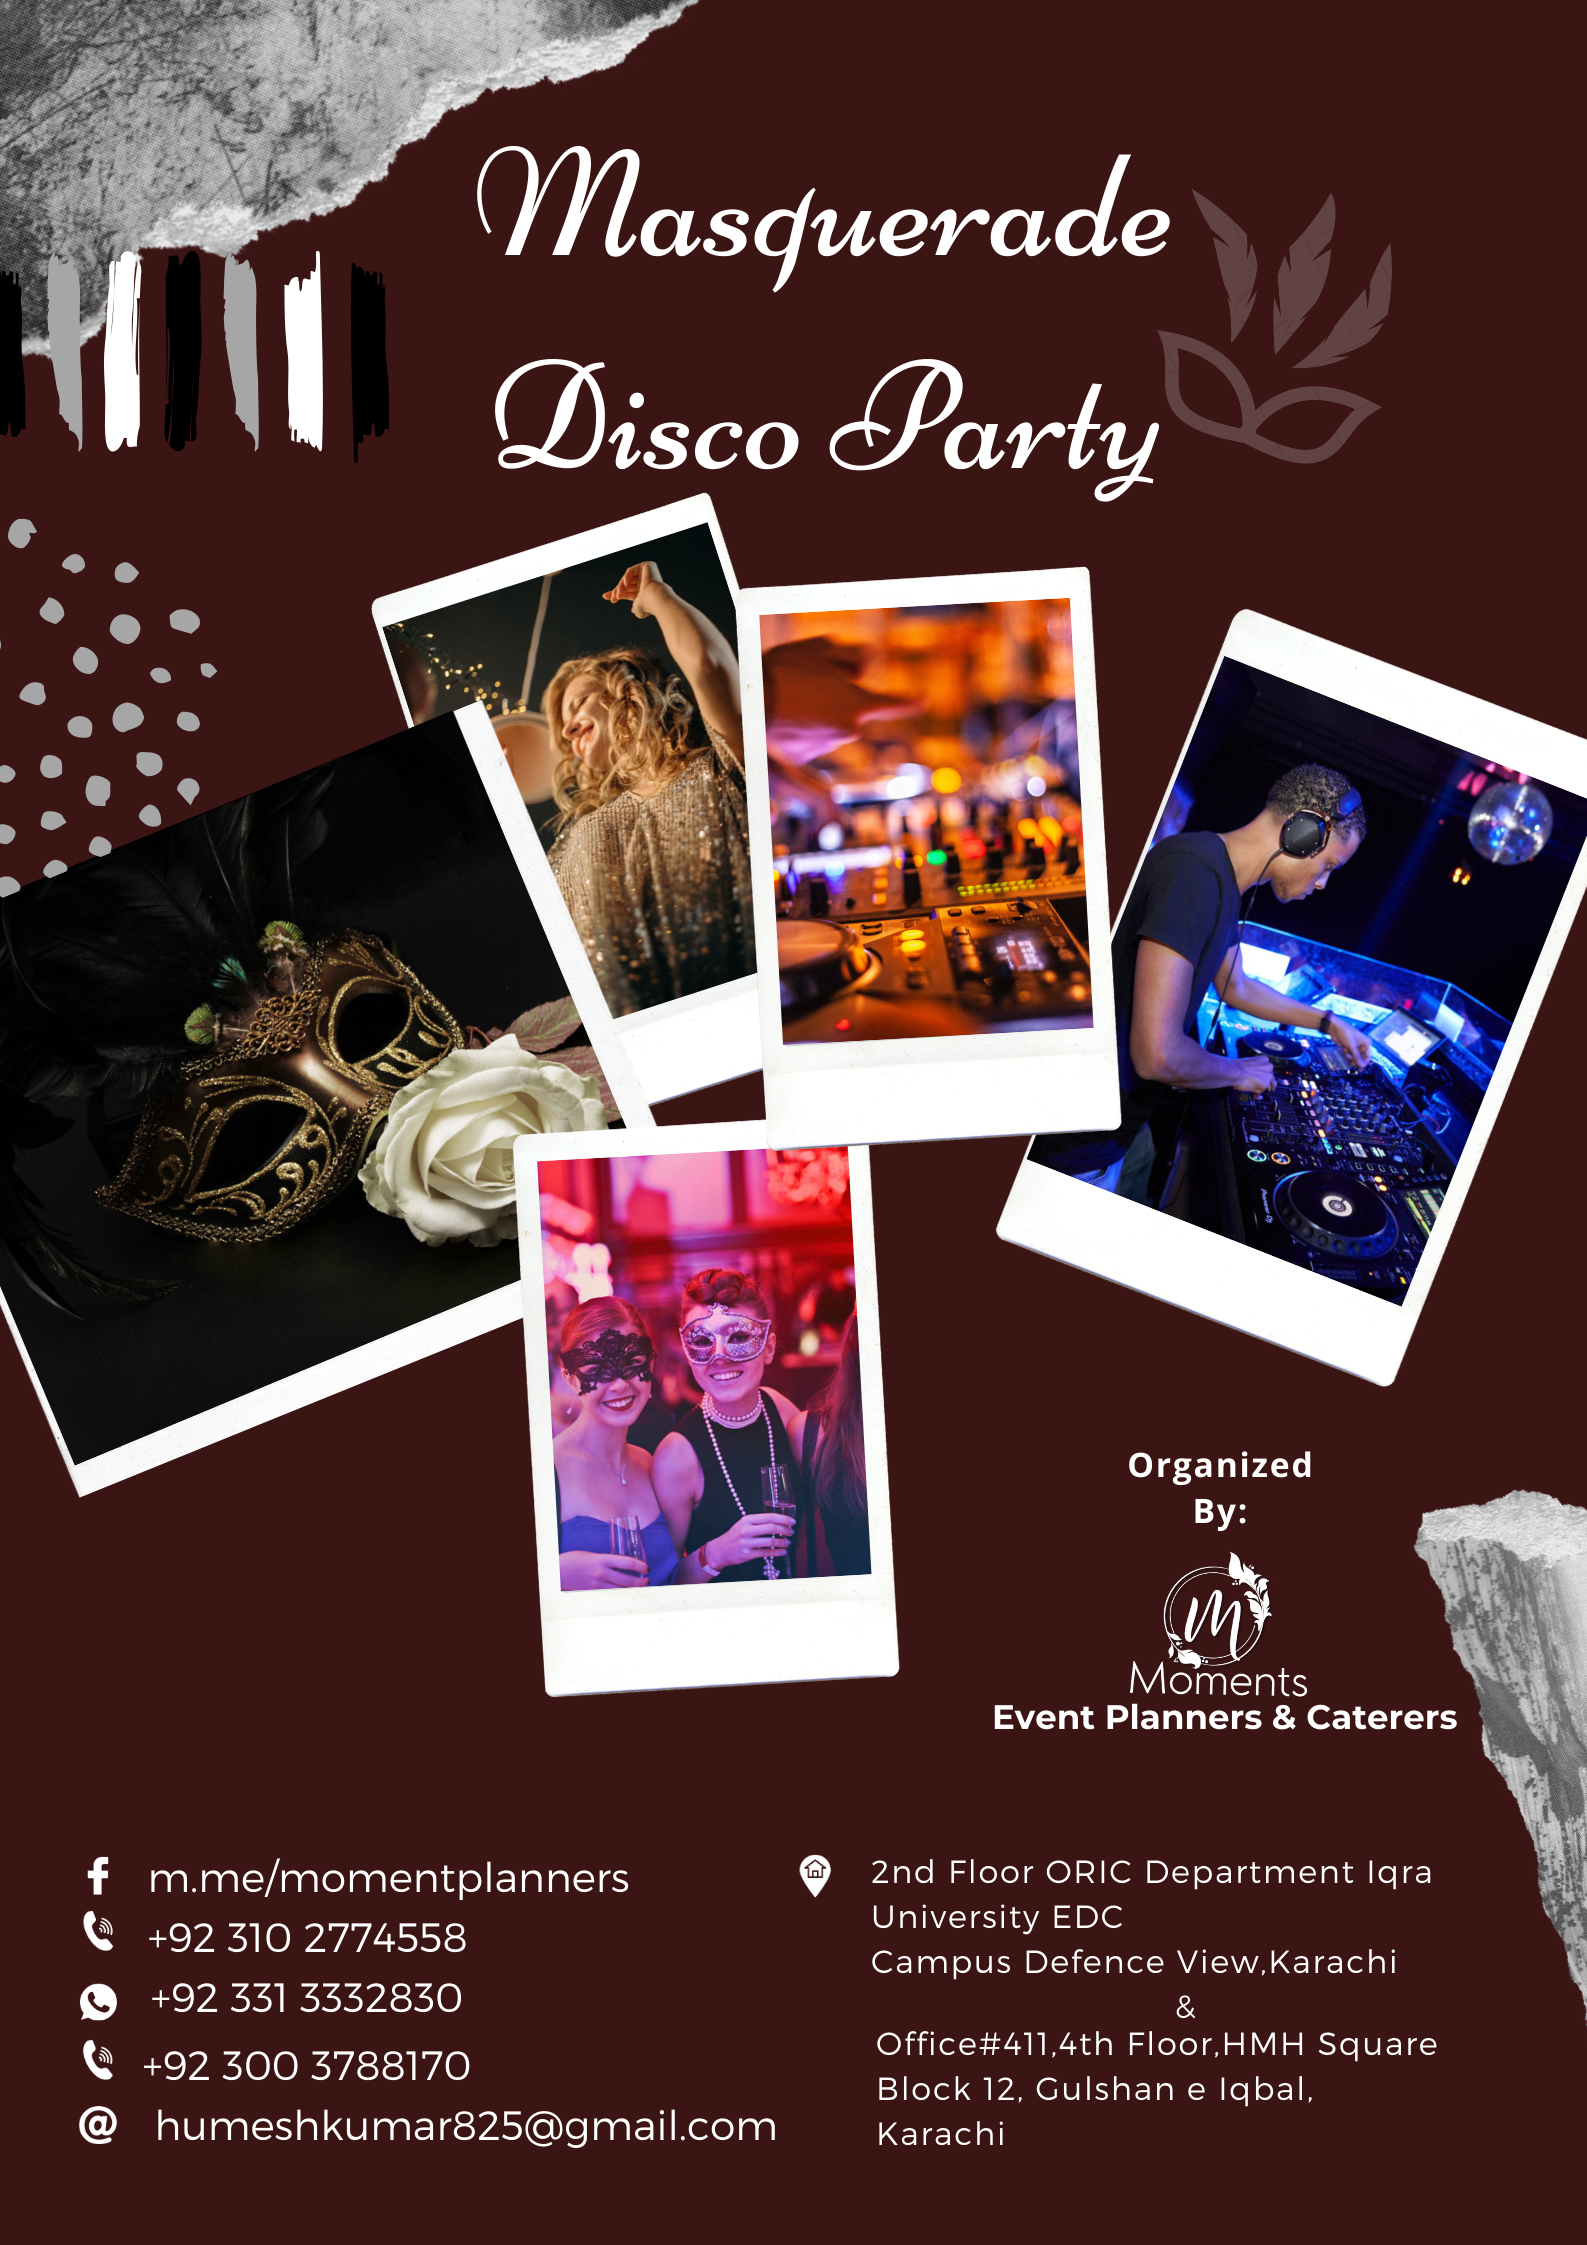 Masquerade
Disco Party
Organized
By:
M
Moments
Event Planners & Caterers
m.me/momentplanners
+92 310 2774558
+92 331 3332830
+92 300 3788170
@ humeshkumar825@gmail.com
2nd Floor ORIC Department Iqra
University EDC
Campus Defence View,Karachi
&
Office#411,4th Floor,HMH Square
Block 12, Gulshan e Iqbal,
Karachi